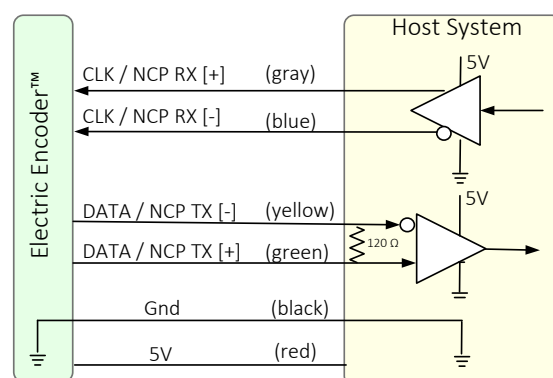 Host System
5V
CLK / NCP RX [+] (gray)
CLK / NCP RX [-] (blue)
Electric Encoder™
5V
DATA / NCP TX [-] (yellow)
120 Ω
DATA / NCP TX [+] (green)
Gnd (black)
5V (red)